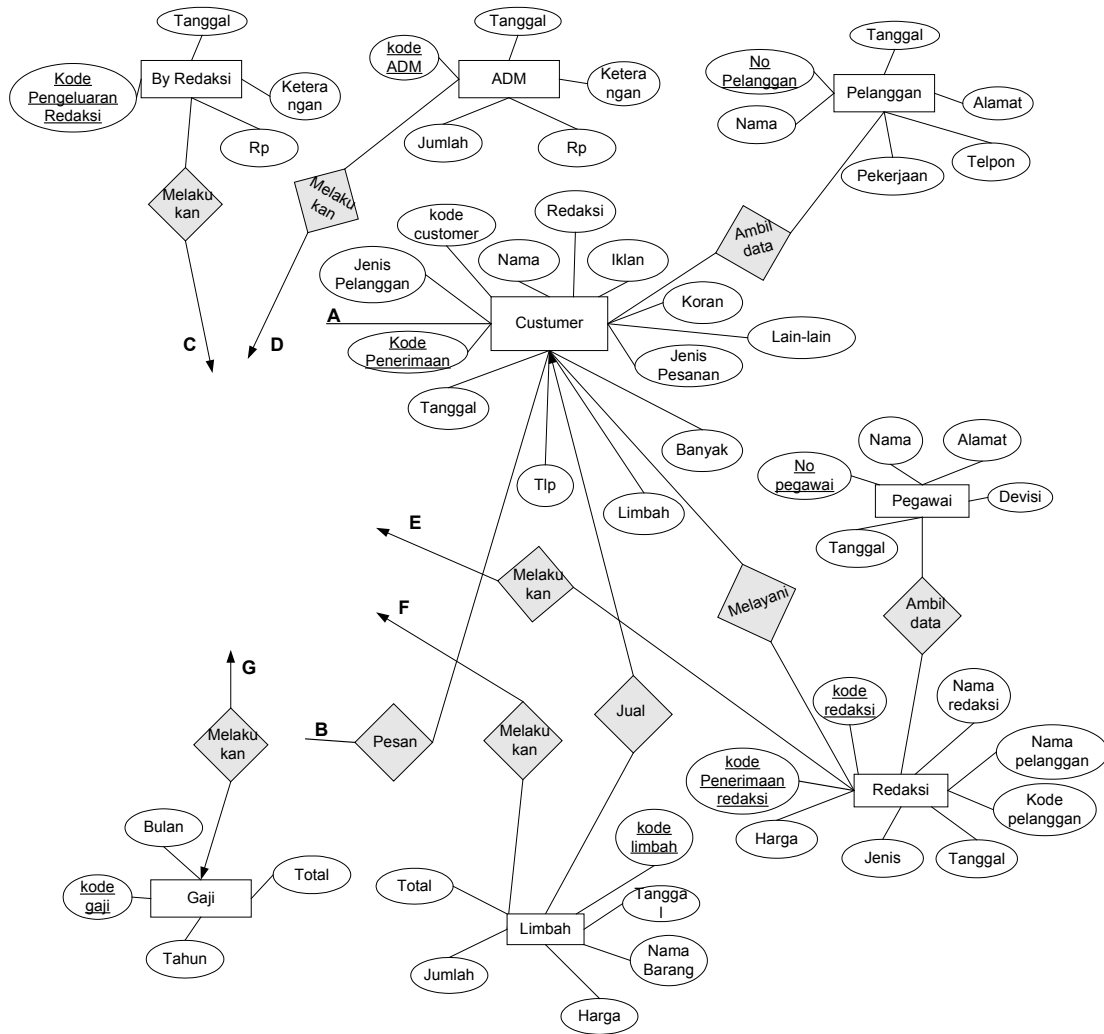 Tanggal
By Redaksi
Kode
Pengeluaran
Redaksi
Ketera
ngan
Rp
Melaku
kan
C
Tanggal
kode
ADM
ADM
Ketera
ngan
Jumlah
Rp
Melaku
kan
D
Tanggal
No
Pelanggan
Pelanggan
Alamat
Nama
Pekerjaan
Telpon
Ambil
data
kode
customer
Redaksi
Nama
Iklan
Jenis
Pelanggan
Koran
A
Custumer
Lain-lain
Kode
Penerimaan
Jenis
Pesanan
Tanggal
Banyak
Tlp
Limbah
Nama
Alamat
No
pegawai
Pegawai
Devisi
Tanggal
E
Melaku
kan
Melayani
Ambil
data
F
G
Melaku
kan
B
Pesan
Melaku
kan
Jual
kode
redaksi
Nama
redaksi
kode
Penerimaan
redaksi
Nama
pelanggan
Redaksi
Kode
pelanggan
Harga
Jenis
Tanggal
Bulan
kode
gaji
Gaji
Total
Tahun
kode
limbah
Total
Tangga
l
Limbah
Nama
Barang
Jumlah
Harga